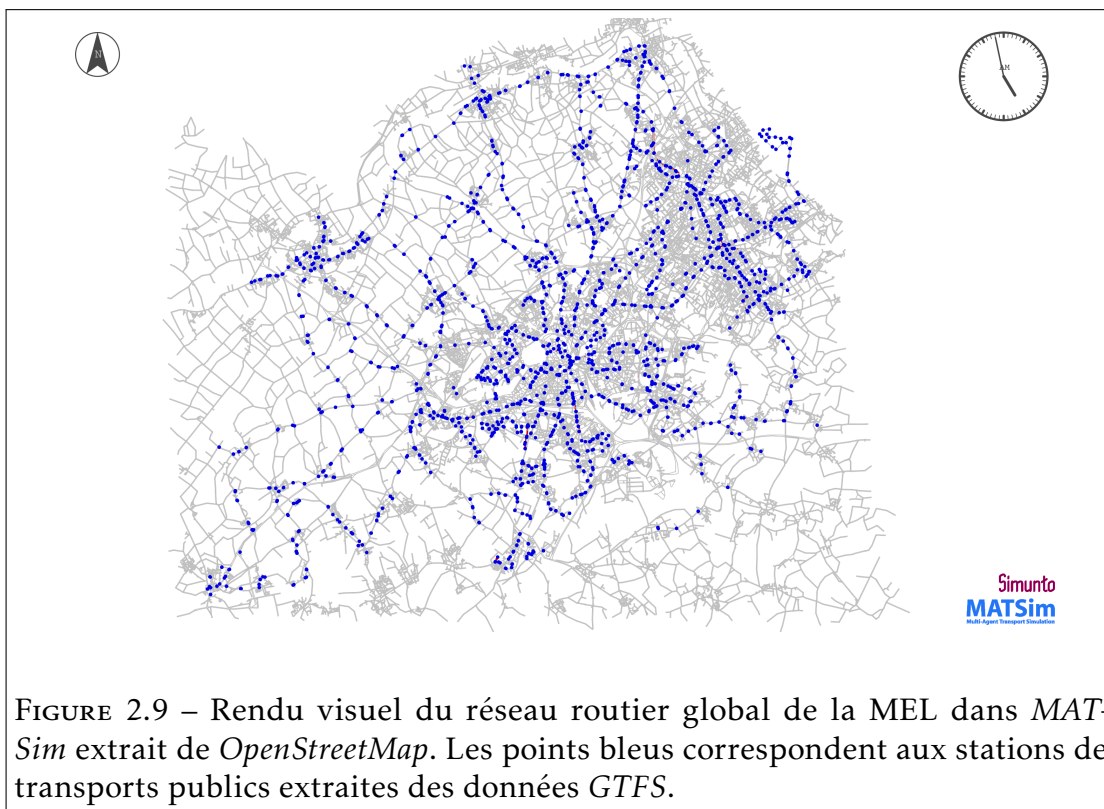 N
AM
Simunto
MATSim
Multi-Agent Transport Simulation
FIGURE 2.9 – Rendu visuel du réseau routier global de la MEL dans MAT-
Sim extrait de OpenStreetMap. Les points bleus correspondent aux stations de
transports publics extraites des données GTFS.